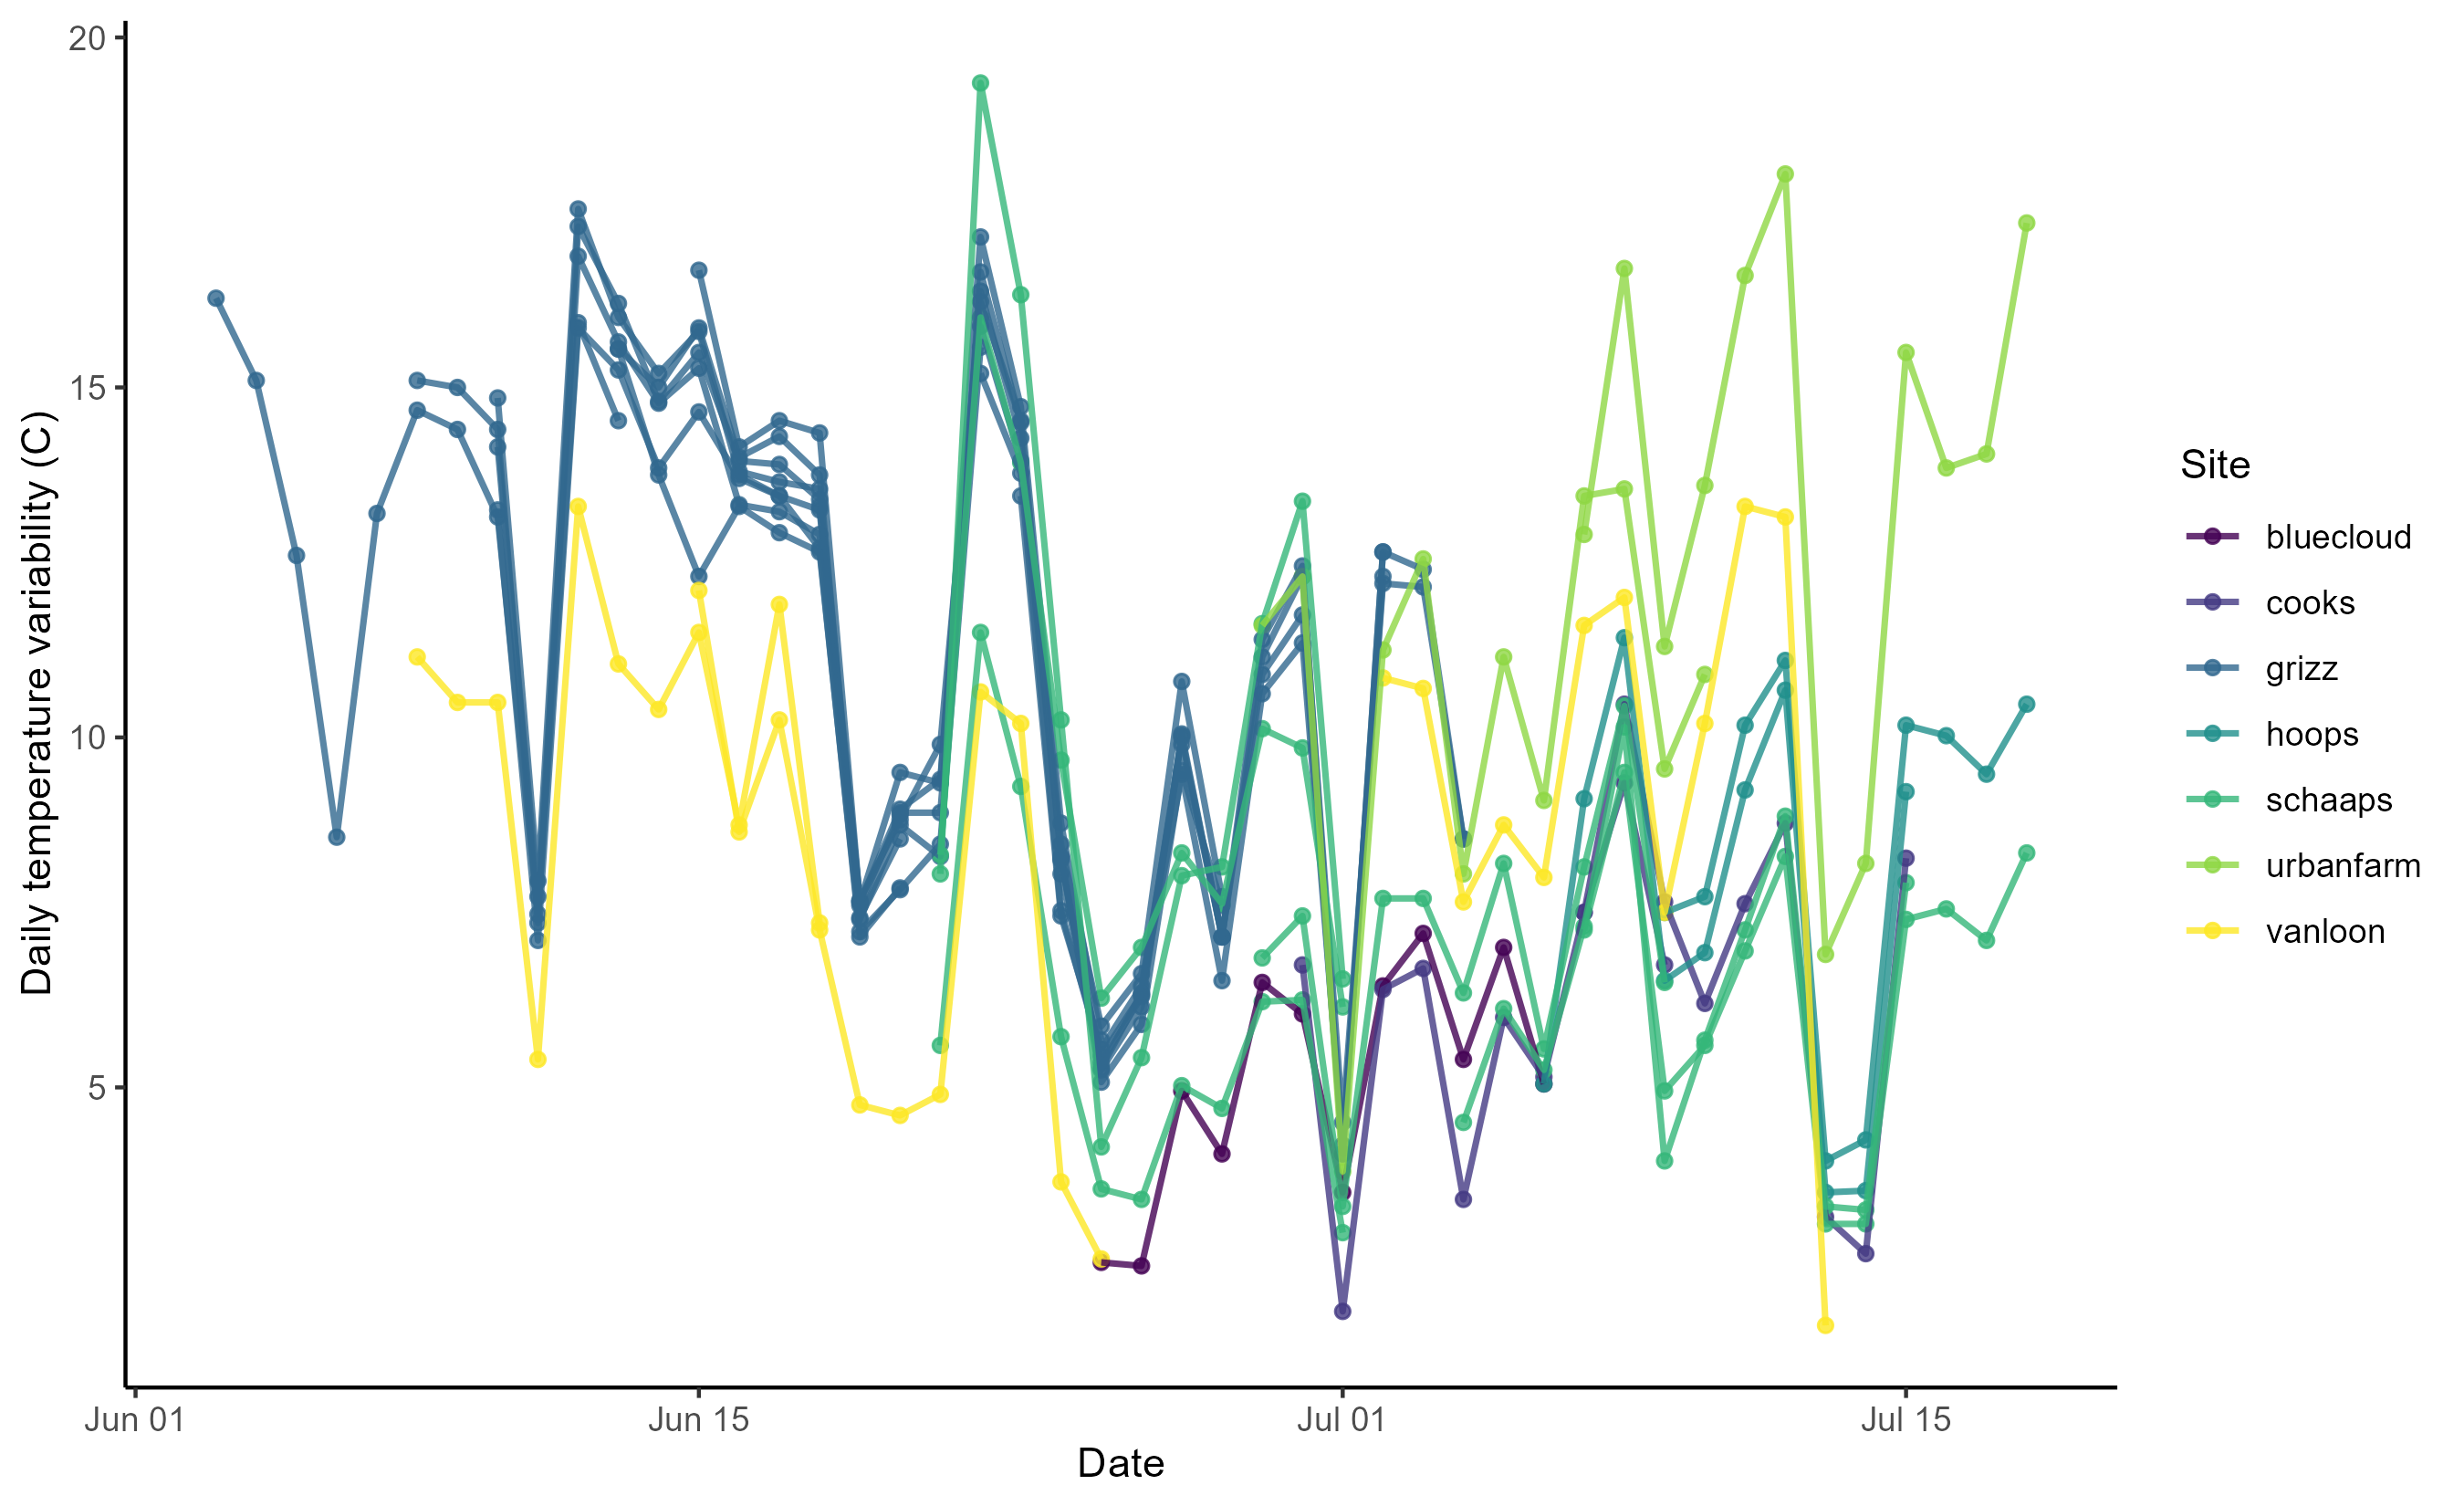 Daily temperature variability (C)
20
15
10
5
Jun 01
Jun 15
Jul 01
Jul 15
Date
Site
bluecloud
cooks
grizz
hoops
schaaps
urbanfarm
vanloon